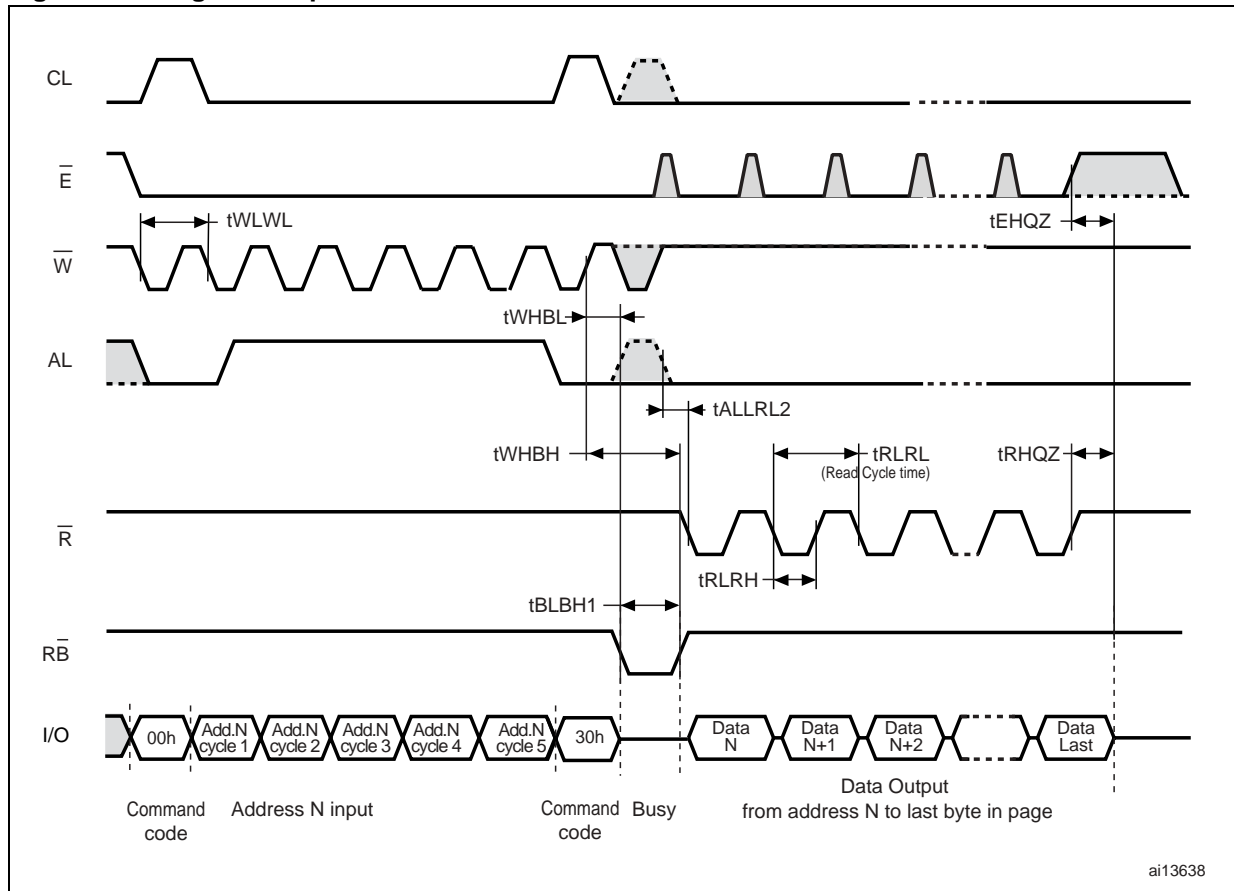 CL
E
tWLWL
tEHQZ
W
tWHBL
AL
tALLRL2
tWHBH
tRLRL
(Read Cycle time)
tRHQZ
R
tRLRH
tBLBH1
RB
I/O
00h
Add.N cycle 1
Add.N cycle 2
Add.N cycle 3
Add.N cycle 4
Add.N cycle 5
30h
Data N
Data N+1
Data N+2
Data Last
Command code
Address N input
Command code
Busy
Data Output
from address N to last byte in page
ai13638